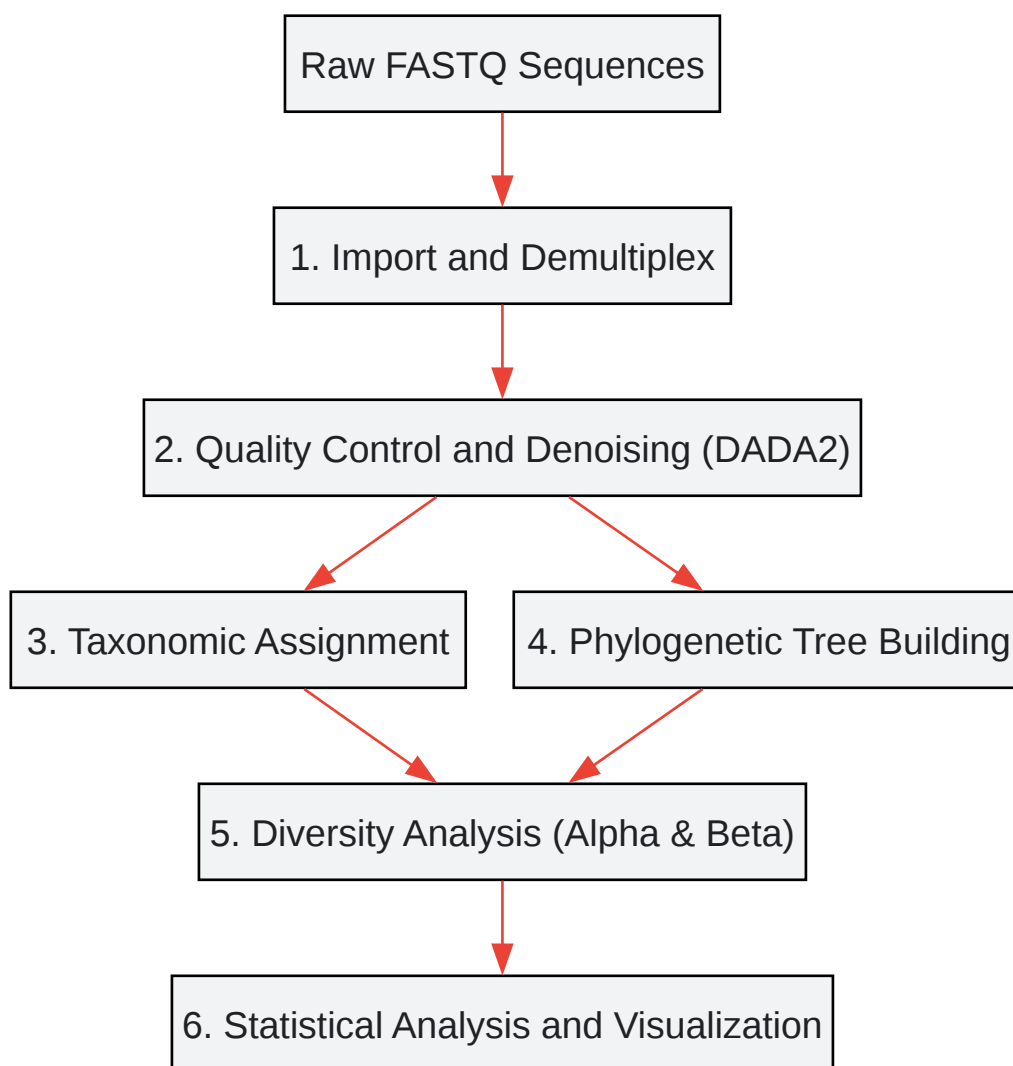 Raw FASTQ Sequences
1. Import and Demultiplex
2. Quality Control and Denoising (DADA2)
3. Taxonomic Assignment
4. Phylogenetic Tree Building
5. Diversity Analysis (Alpha & Beta)
6. Statistical Analysis and Visualization